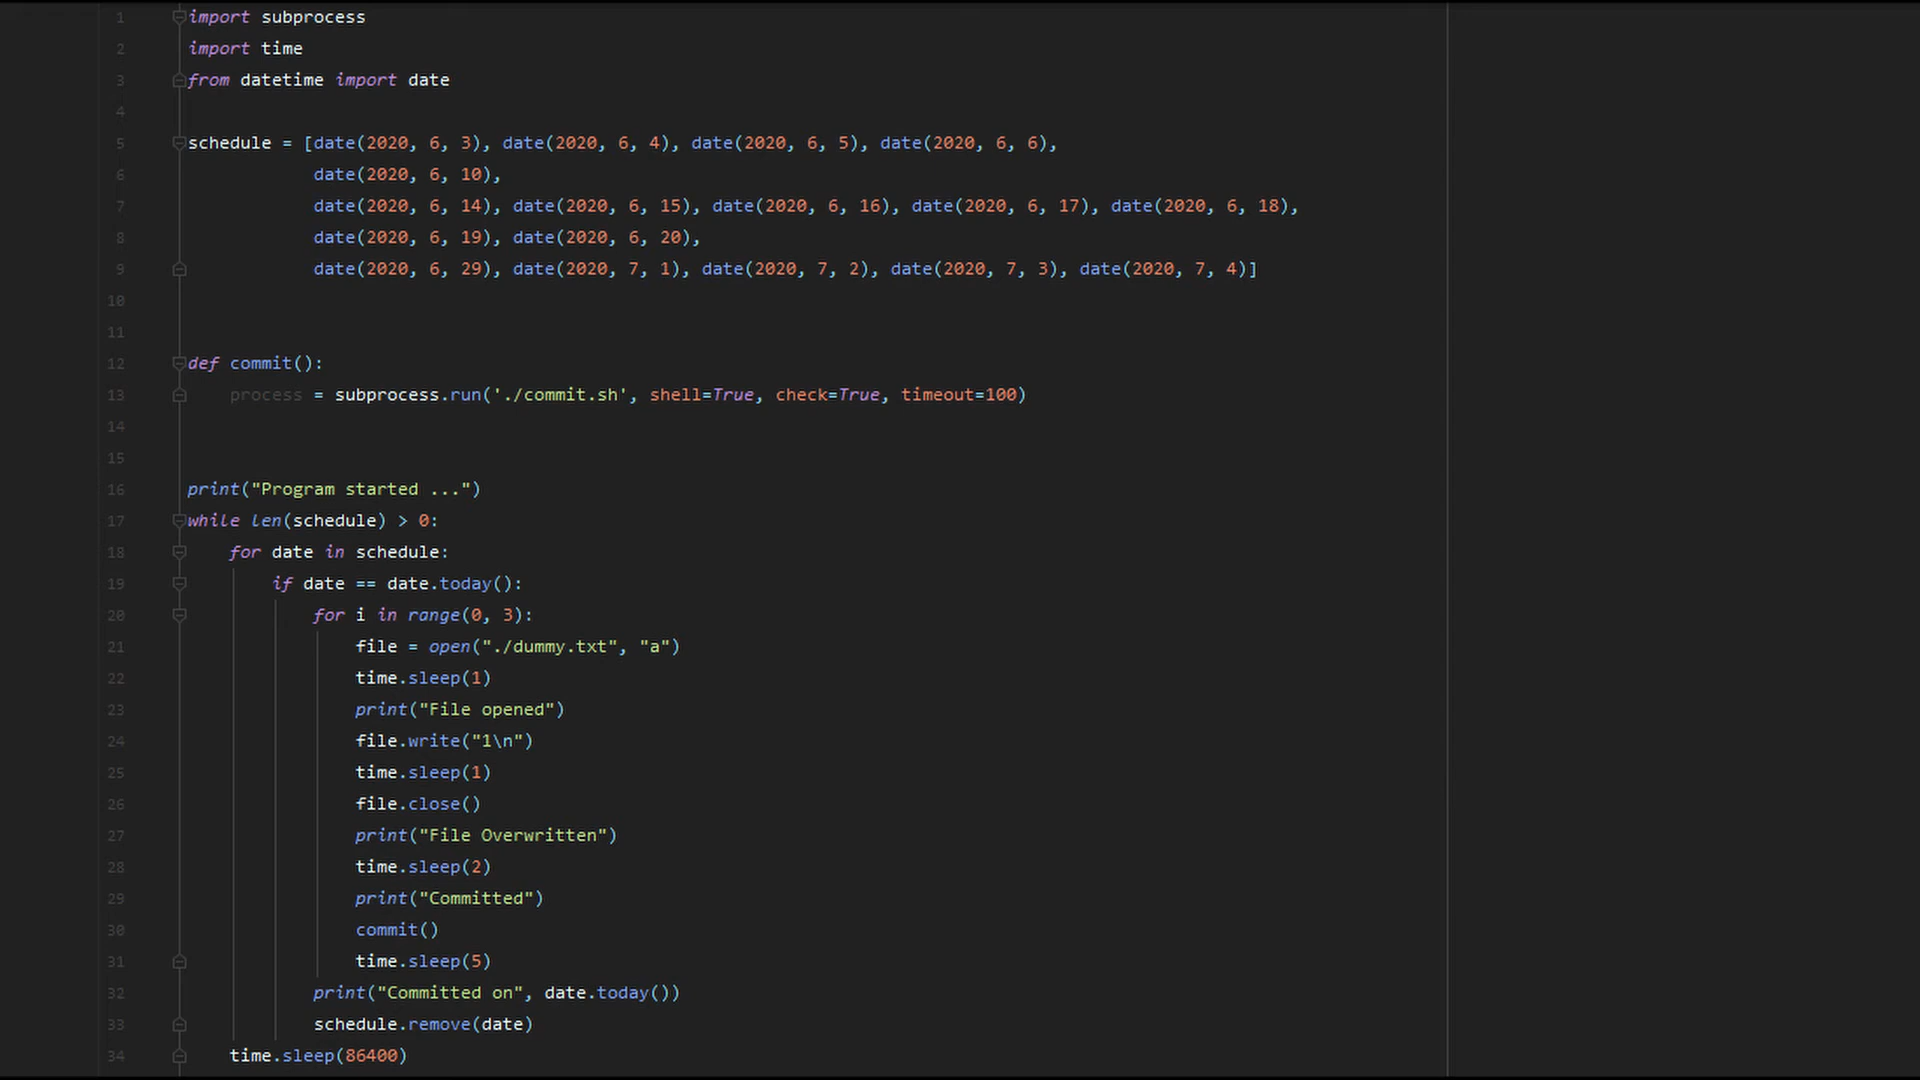 1 import subprocess
2 import time
3 from datetime import date
4
5 schedule = [date(2020, 6, 3), date(2020, 6, 4), date(2020, 6, 5), date(2020, 6, 6),
6             date(2020, 6, 10),
7             date(2020, 6, 14), date(2020, 6, 15), date(2020, 6, 16), date(2020, 6, 17), date(2020, 6, 18),
8             date(2020, 6, 19), date(2020, 6, 20),
9             date(2020, 6, 29), date(2020, 7, 1), date(2020, 7, 2), date(2020, 7, 3), date(2020, 7, 4)]
10
11
12 def commit():
13     process = subprocess.run('./commit.sh', shell=True, check=True, timeout=100)
14
15
16 print("Program started ...")
17 while len(schedule) > 0:
18     for date in schedule:
19         if date == date.today():
20             for i in range(0, 3):
21                 file = open("./dummy.txt", "a")
22                 time.sleep(1)
23                 print("File opened")
24                 file.write("1\n")
25                 time.sleep(1)
26                 file.close()
27                 print("File Overwritten")
28                 time.sleep(2)
29                 print("Committed")
30                 commit()
31                 time.sleep(5)
32             print("Committed on", date.today())
33             schedule.remove(date)
34     time.sleep(86400)